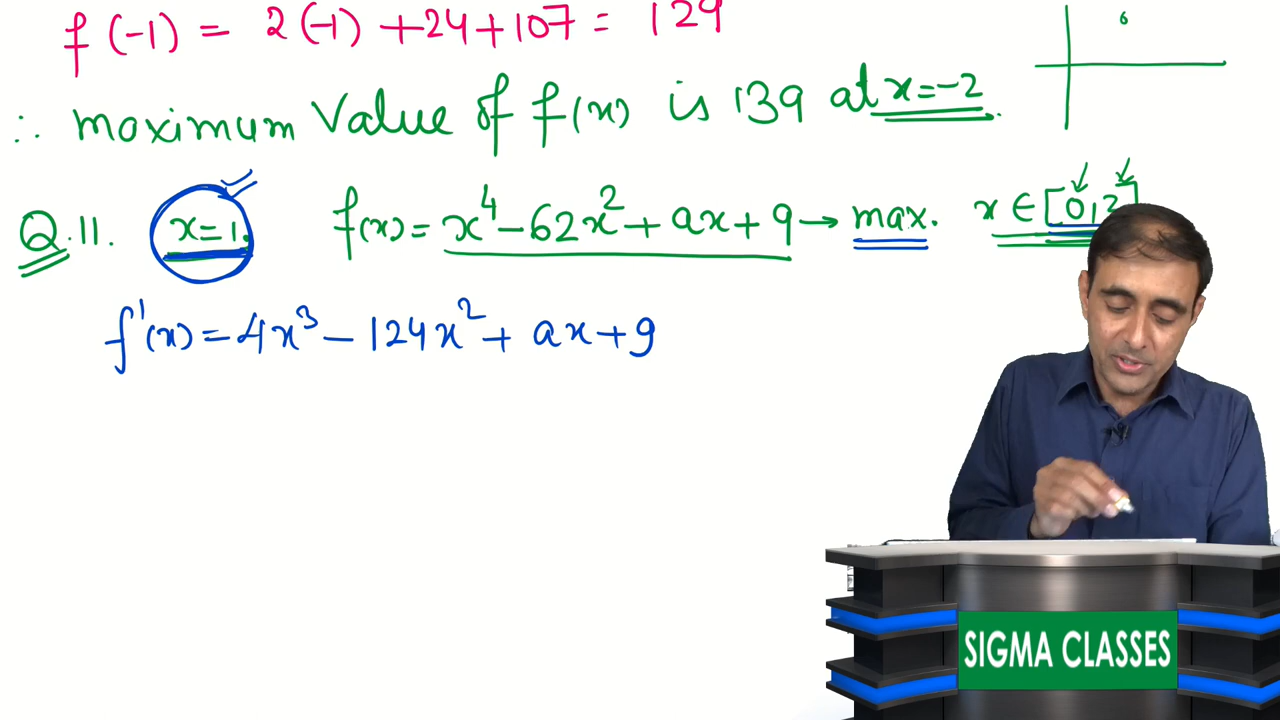 f(-1) = 2(-1) +24+107 = 129
∴ maximum Value of f(x) is 139 at x=-2.
Q.11. x=1. f(x) = x⁴-62x²+ax+9 → max. x ∈ [0,2]
f'(x) = 4x³ - 124x² + ax + 9
SIGMA CLASSES